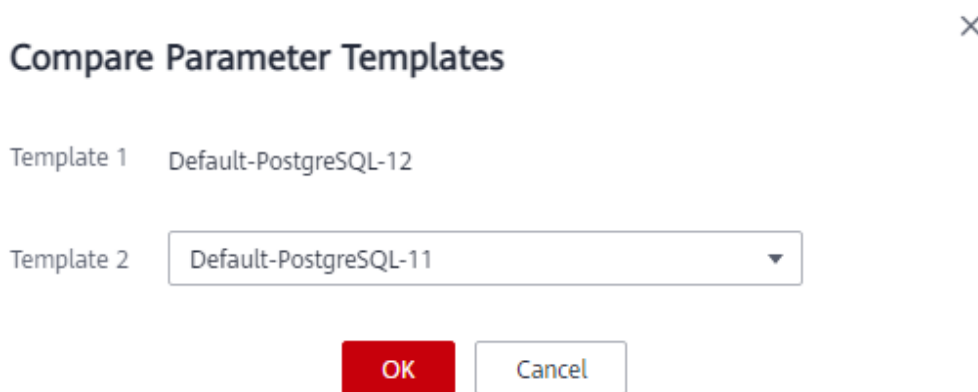 Compare Parameter Templates
Template 1 Default-PostgreSQL-12
Template 2 Default-PostgreSQL-11
OK Cancel